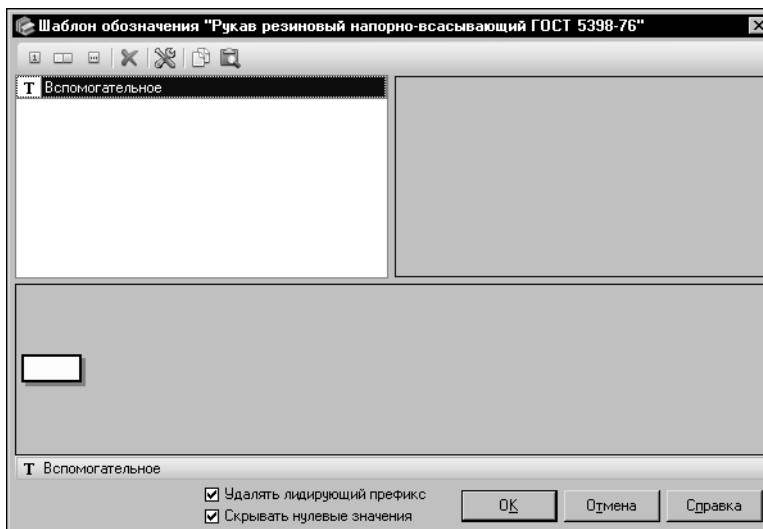 Шаблон обозначения "Рукав резиновый напорно-всасывающий ГОСТ 5398-76"
T Вспомогательное
T Вспомогательное
Удалять лидирующий префикс
Скрывать нулевые значения
OK
Отмена
Справка